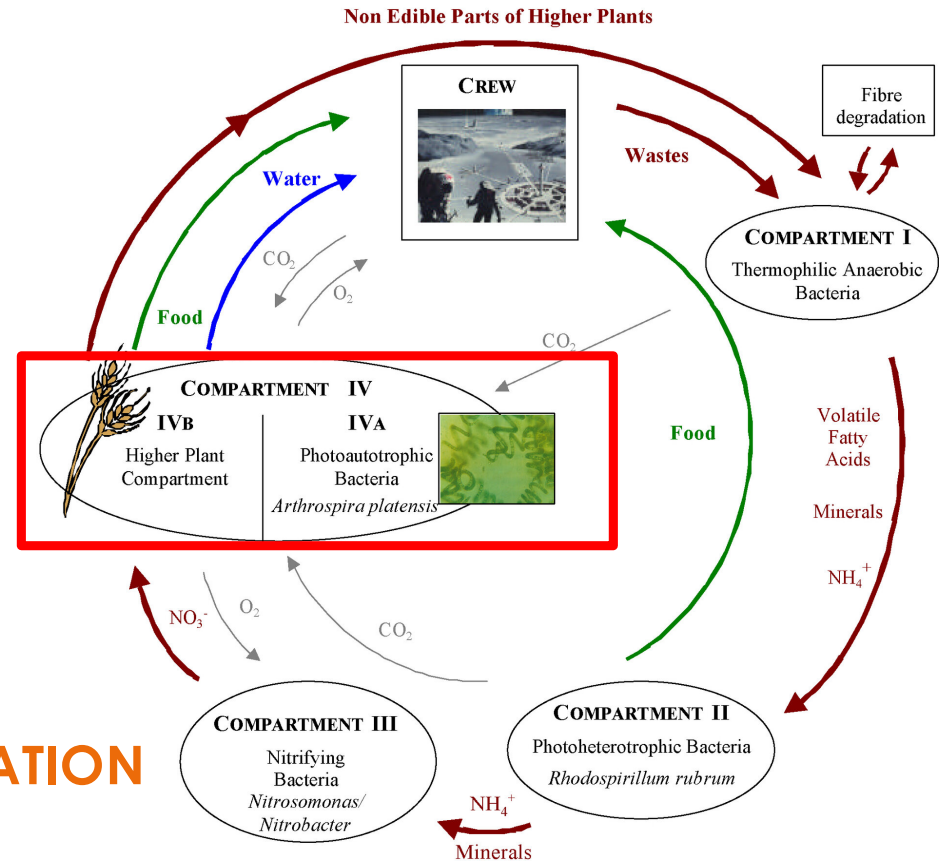 Non Edible Parts of Higher Plants
CREW
Fibre
degradation
Wastes
Water
COMPARTMENT I
Thermophilic Anaerobic
Bacteria
CO₂
O₂
Food
CO₂
COMPARTMENT IV
IVB
Higher Plant
Compartment
IVA
Photoautotrophic
Bacteria
Arthrospira platensis
Food
Volatile
Fatty
Acids
Minerals
NH₄⁺
NO₃⁻
O₂
CO₂
COMPARTMENT III
Nitrifying
Bacteria
Nitrosomonas/
Nitrobacter
COMPARTMENT II
Photoheterotrophic Bacteria
Rhodospirillum rubrum
ATION
NH₄⁺
Minerals